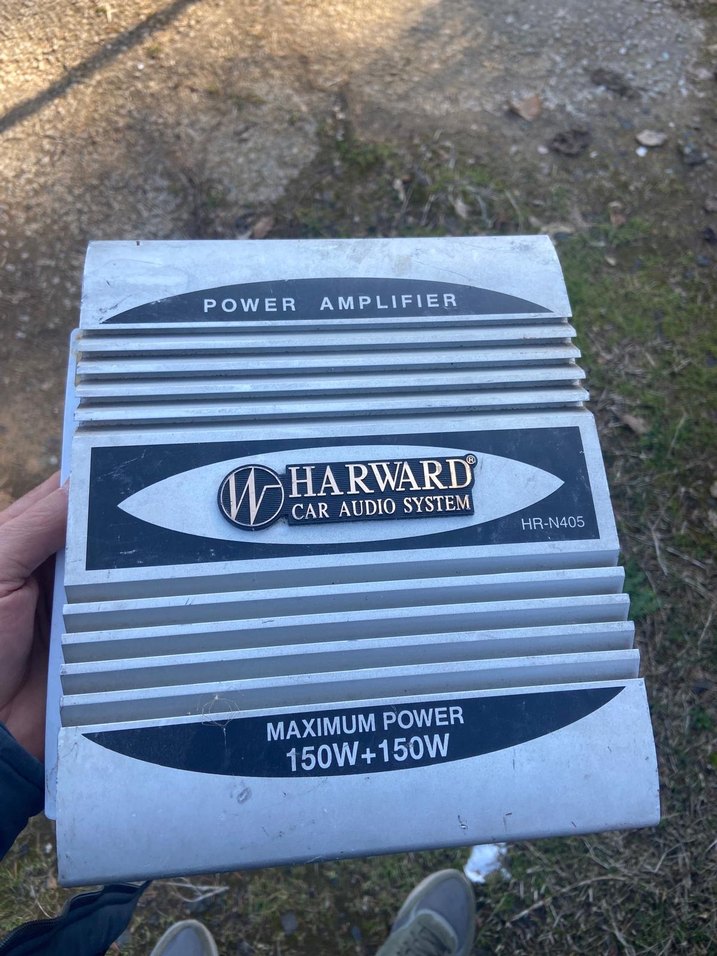 POWER AMPLIFIER
W HARWARD®
CAR AUDIO SYSTEM
HR-N405
MAXIMUM POWER
150W+150W